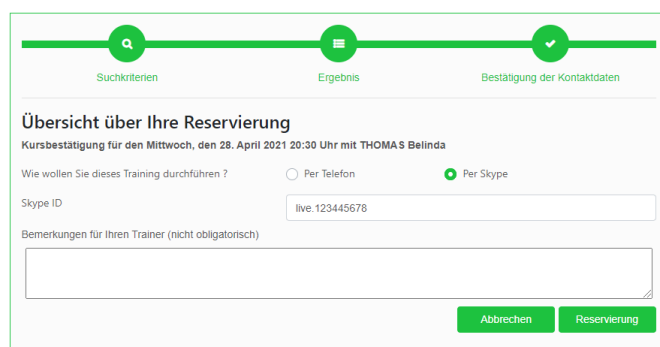 Suchkriterien
Ergebnis
Bestätigung der Kontaktdaten
Übersicht über Ihre Reservierung
Kursbestätigung für den Mittwoch, den 28. April 2021 20:30 Uhr mit THOMAS Belinda
Wie wollen Sie dieses Training durchführen ?
Per Telefon
Per Skype
Skype ID
live.123445678
Bemerkungen für Ihren Trainer (nicht obligatorisch)
Abbrechen
Reservierung